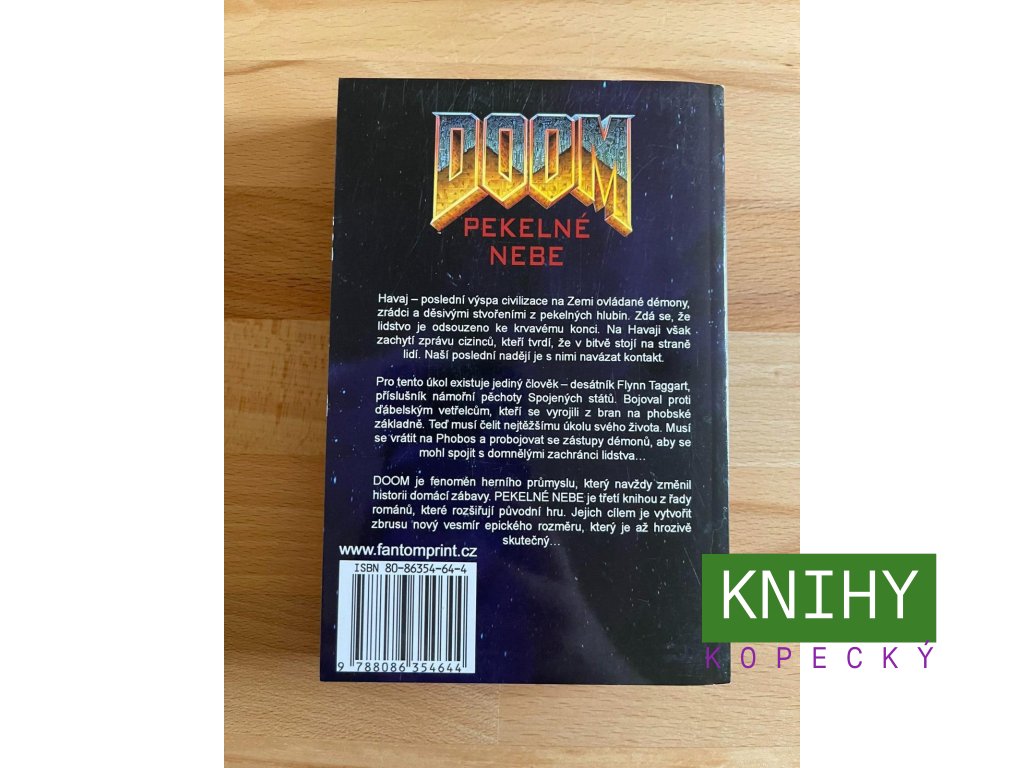 DOOM
PEKELNÉ
NEBE
Havaj – poslední výspa civilizace na Zemi ovládané démony,
zrádci a děsivými stvořeními z pekelných hlubin. Zdá se, že
lidstvo je odsouzeno ke krvavému konci. Na Havaji však
zachytí zprávu cizinců, kteří tvrdí, že v bitvě stojí na straně
lidí. Naší poslední nadějí je s nimi navázat kontakt.
Pro tento úkol existuje jediný člověk – desátník Flynn Taggart,
příslušník námořní pěchoty Spojených států. Bojoval proti
ďábelským vetřelcům, kteří se vyrojili z bran na phobské
základně. Teď musí čelit nejtěžšímu úkolu svého života. Musí
se vrátit na Phobos a probojovat se zástupy démonů, aby se
mohl spojit s domnělými zachránci lidstva...
DOOM je fenomén herního průmyslu, který navždy změnil
historii domácí zábavy. PEKELNÉ NEBE je třetí knihou z řady
románů, které rozšiřují původní hru. Jejich cílem je vytvořit
zbrusu nový vesmír epického rozměru, který je až hrozivě
skutečný...
www.fantomprint.cz
ISBN 80-86354-64-4
9 788086 354644
KNIHY
KOPECKÝ